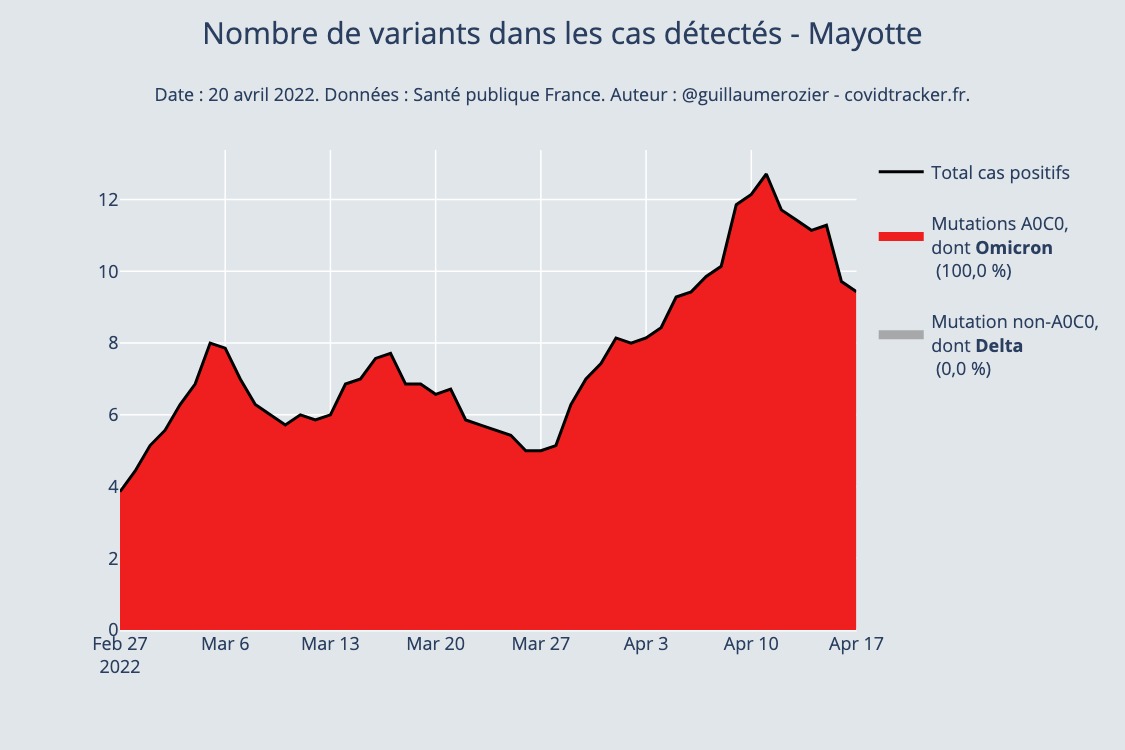 Nombre de variants dans les cas détectés - Mayotte
Date : 20 avril 2022. Données : Santé publique France. Auteur : @guillaumerozier - covidtracker.fr.
12
10
8
6
4
2
0
Feb 27
2022
Mar 6
Mar 13
Mar 20
Mar 27
Apr 3
Apr 10
Apr 17
Total cas positifs
Mutations A0C0,
dont Omicron
(100,0 %)
Mutation non-A0C0,
dont Delta
(0,0 %)